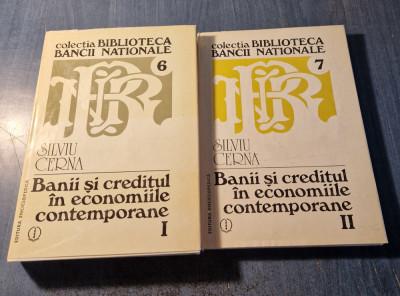 colecția BIBLIOTECA
BĂNCII NAȚIONALE
6
SILVIU
CERNA
Banii și creditul
în economiile
contemporane
I
EDITURA ENCICLOPEDICĂ
colecția BIBLIOTECA
BĂNCII NAȚIONALE
7
SILVIU
CERNA
Banii și creditul
în economiile
contemporane
II
EDITURA ENCICLOPEDICĂ